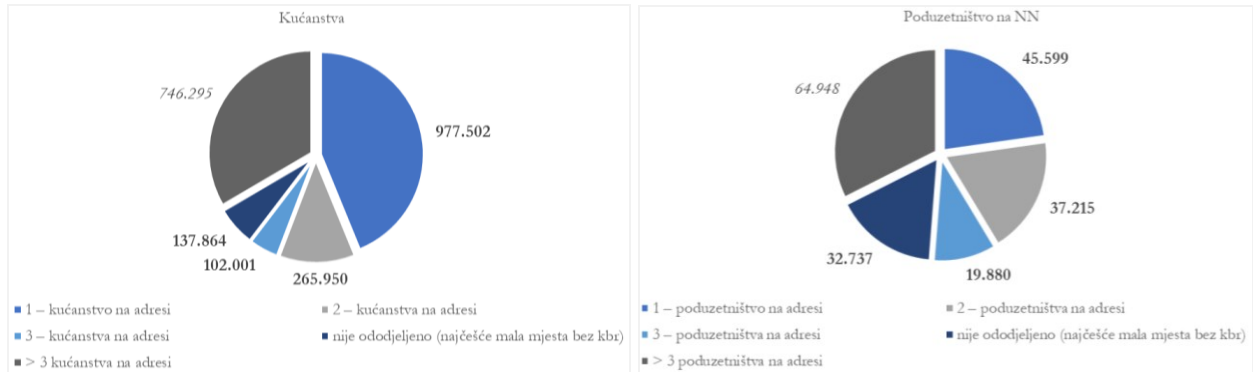 Kućanstva
746.295
977.502
137.864
102.001
265.950
1 – kućanstvo na adresi
2 – kućanstva na adresi
3 – kućanstva na adresi
nije ododjeljeno (najčešće mala mjesta bez kbr)
> 3 kućanstva na adresi
Poduzetništvo na NN
45.599
64.948
37.215
32.737
19.880
1 – poduzetništvo na adresi
2 – poduzetništva na adresi
3 – poduzetništva na adresi
nije ododjeljeno (najčešće mala mjesta bez kbr)
> 3 poduzetništva na adresi